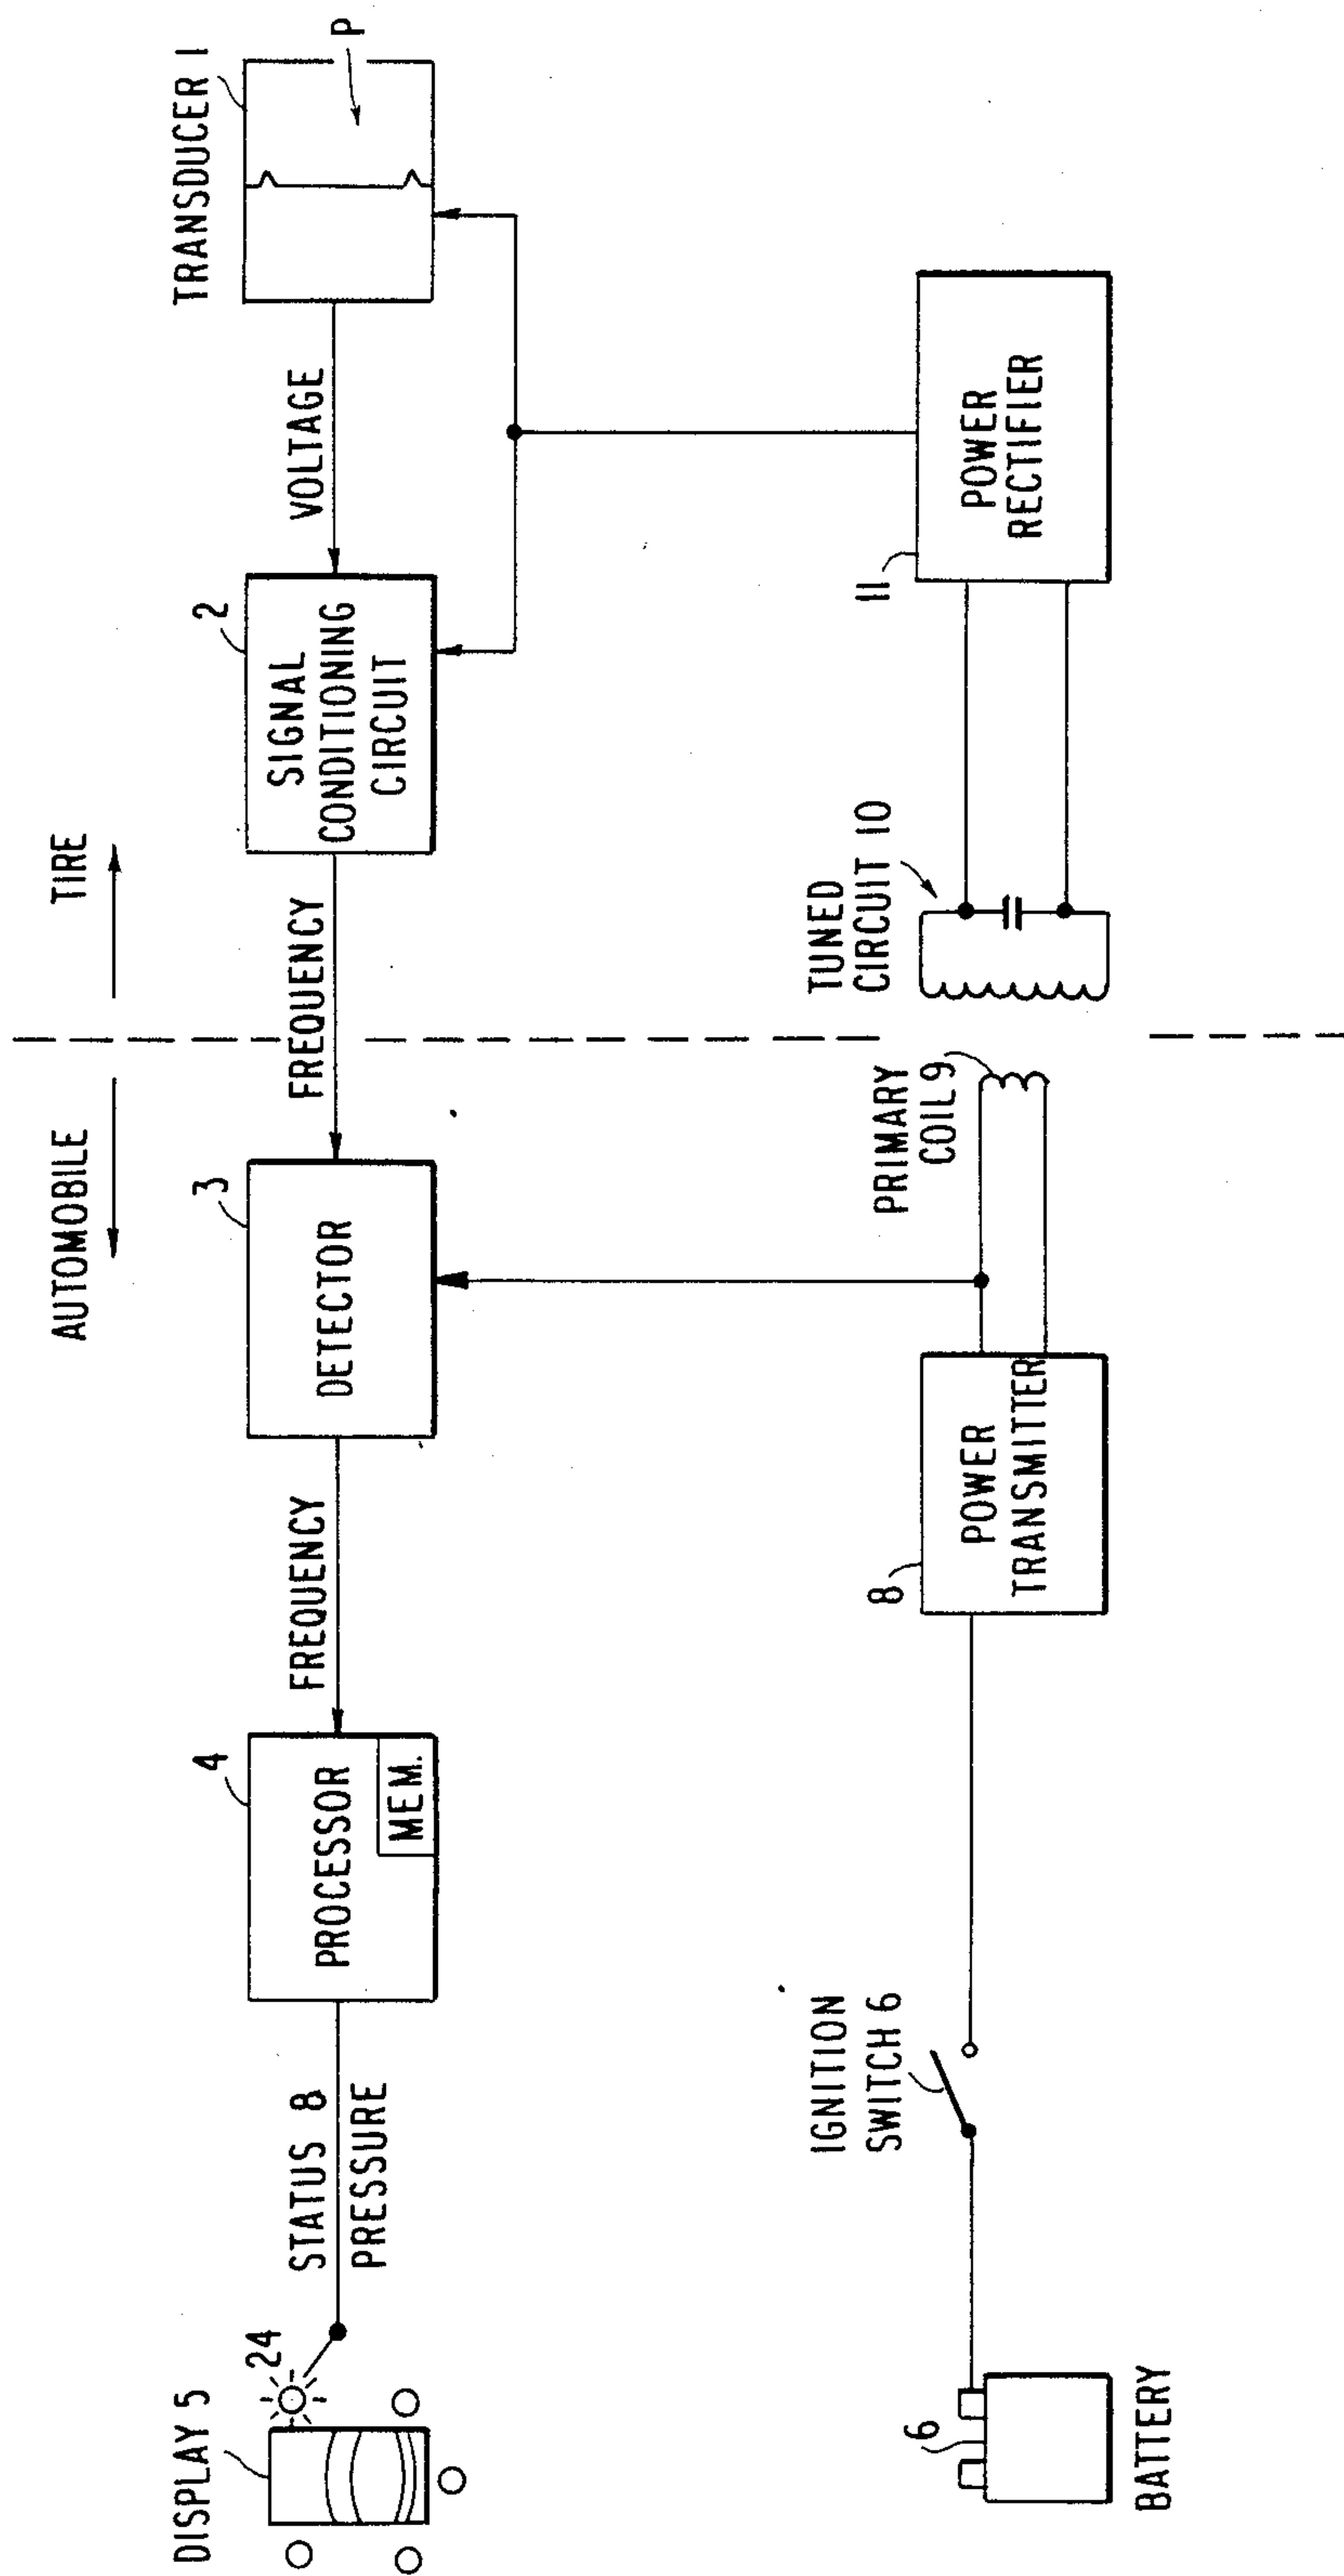 AUTOMOBILE
TIRE
DISPLAY 5
24
STATUS 8
PRESSURE
4
PROCESSOR
MEM.
FREQUENCY
3
DETECTOR
FREQUENCY
2
SIGNAL
CONDITIONING
CIRCUIT
VOLTAGE
TRANSDUCER 1
P
BATTERY
6
IGNITION
SWITCH 6
8
POWER
TRANSMITTER
PRIMARY
COIL 9
TUNED
CIRCUIT 10
11
POWER
RECTIFIER